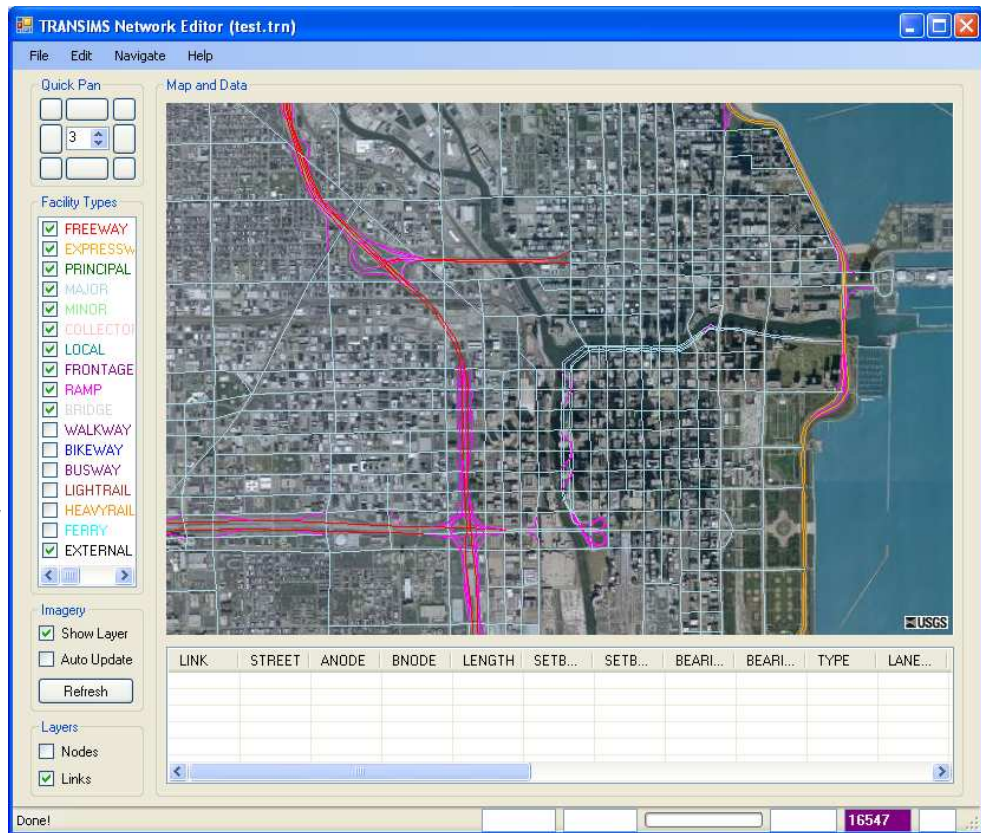 TRANSIMS Network Editor (test.trn)
File Edit Navigate Help
Quick Pan
3
Facility Types
FREEWAY
EXPRESSW
PRINCIPAL
MAJOR
MINOR
COLLECTOR
LOCAL
FRONTAGE
RAMP
BRIDGE
WALKWAY
BIKEWAY
BUSWAY
LIGHTRAIL
HEAVYRAIL
FERRY
EXTERNAL
Imagery
Show Layer
Auto Update
Refresh
Layers
Nodes
Links
Map and Data
USGS
LINK STREET ANODE BNODE LENGTH SETB... SETB... BEARI... BEARI... TYPE LANE...
Done! 16547